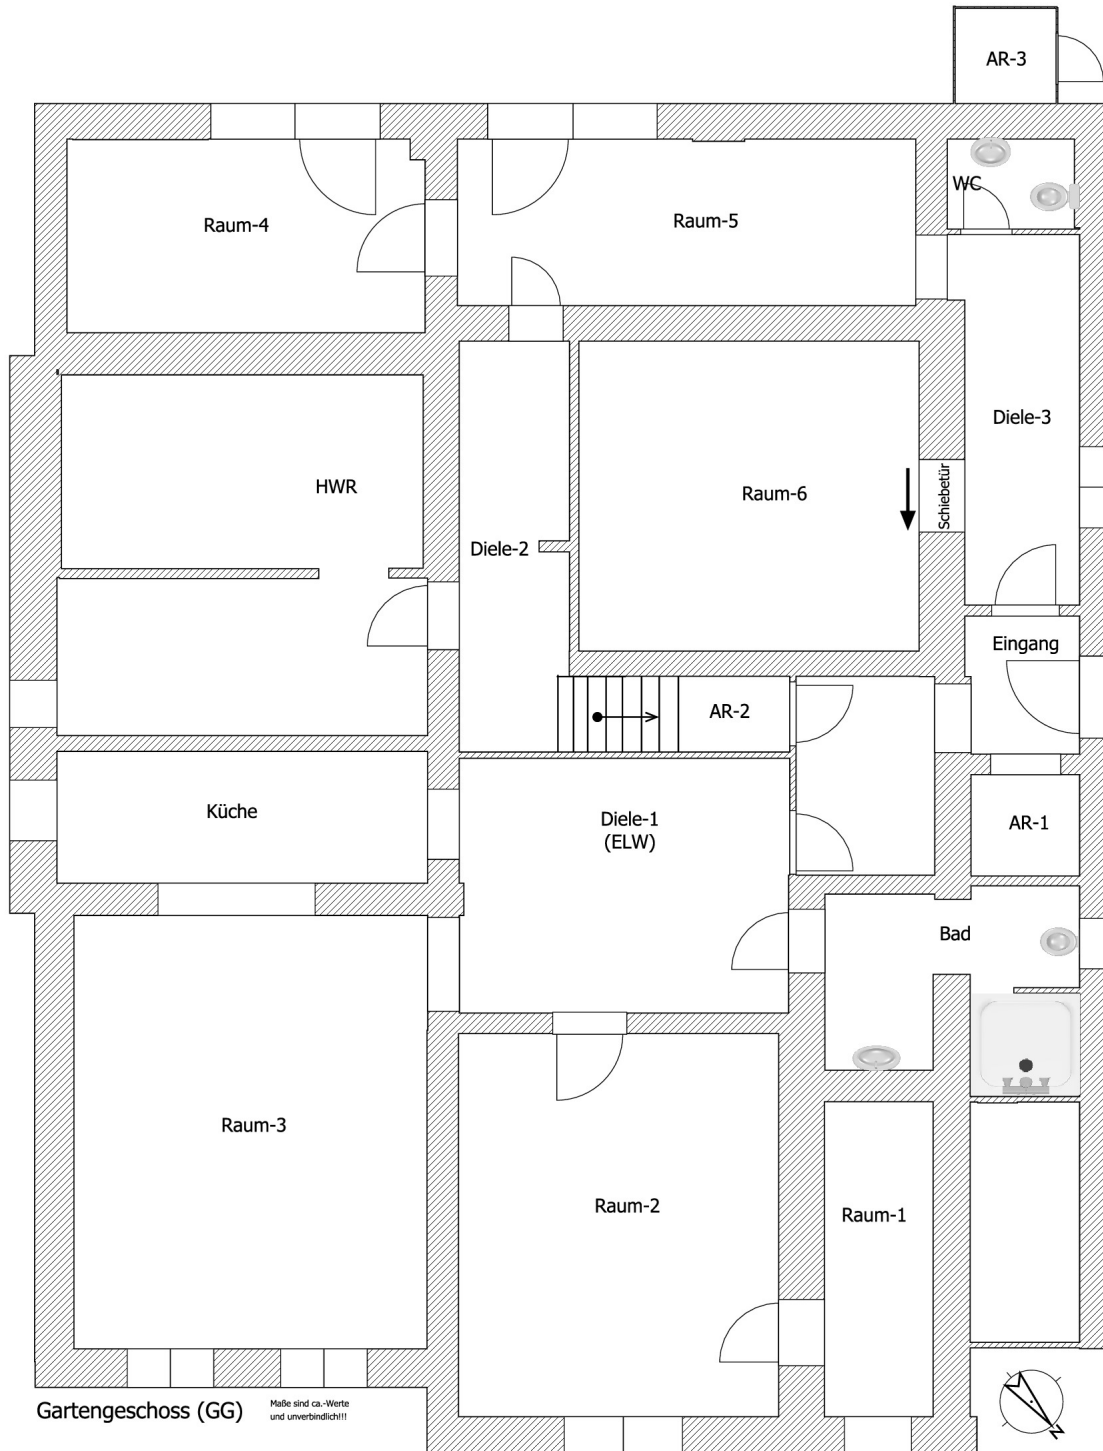 AR-3
WC
Raum-4
Raum-5
Diele-3
HWR
Raum-6
Schiebetür
Diele-2
Eingang
AR-2
Küche
Diele-1
(ELW)
AR-1
Bad
Raum-3
Raum-2
Raum-1
Gartengeschoss (GG)
Maße sind ca.-Werte
und unverbindlich!!!
N